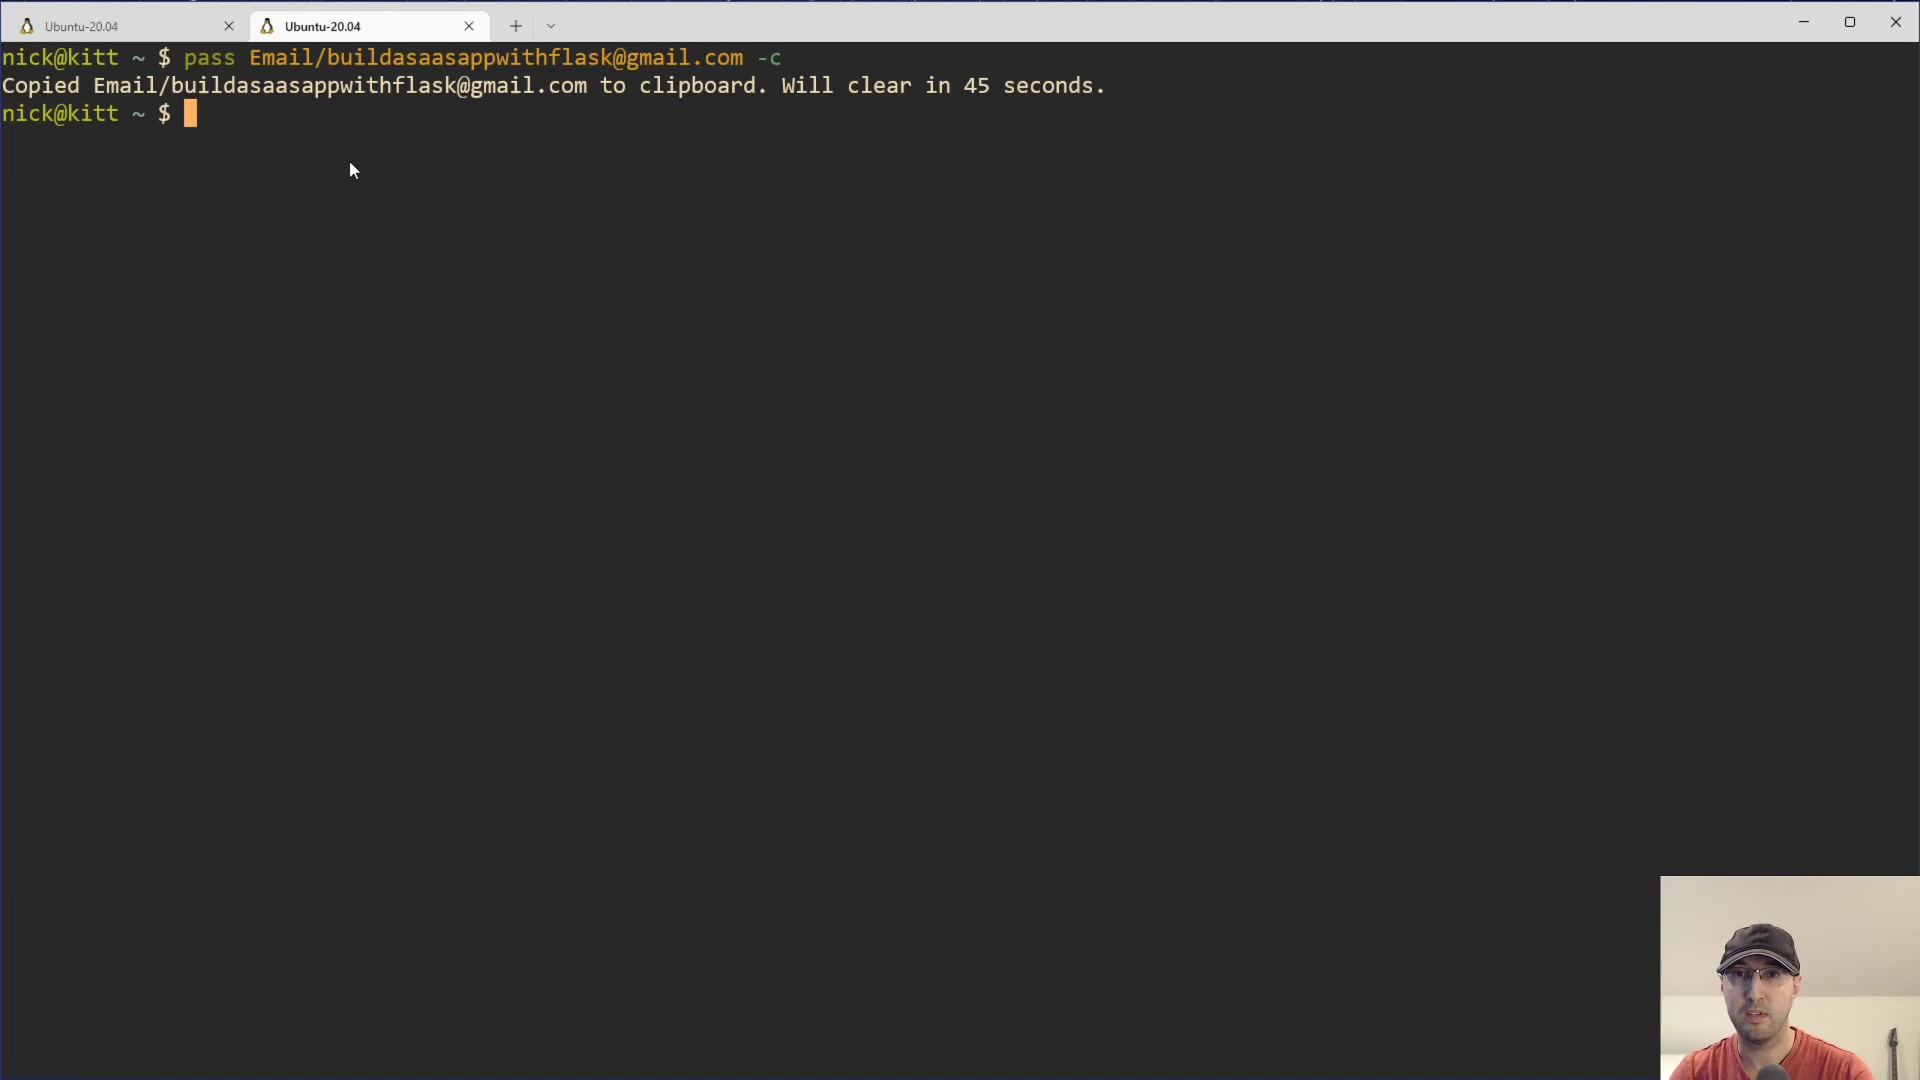 Ubuntu-20.04
Ubuntu-20.04
nick@kitt ~ $ pass Email/buildasaasappwithflask@gmail.com -c
Copied Email/buildasaasappwithflask@gmail.com to clipboard. Will clear in 45 seconds.
nick@kitt ~ $